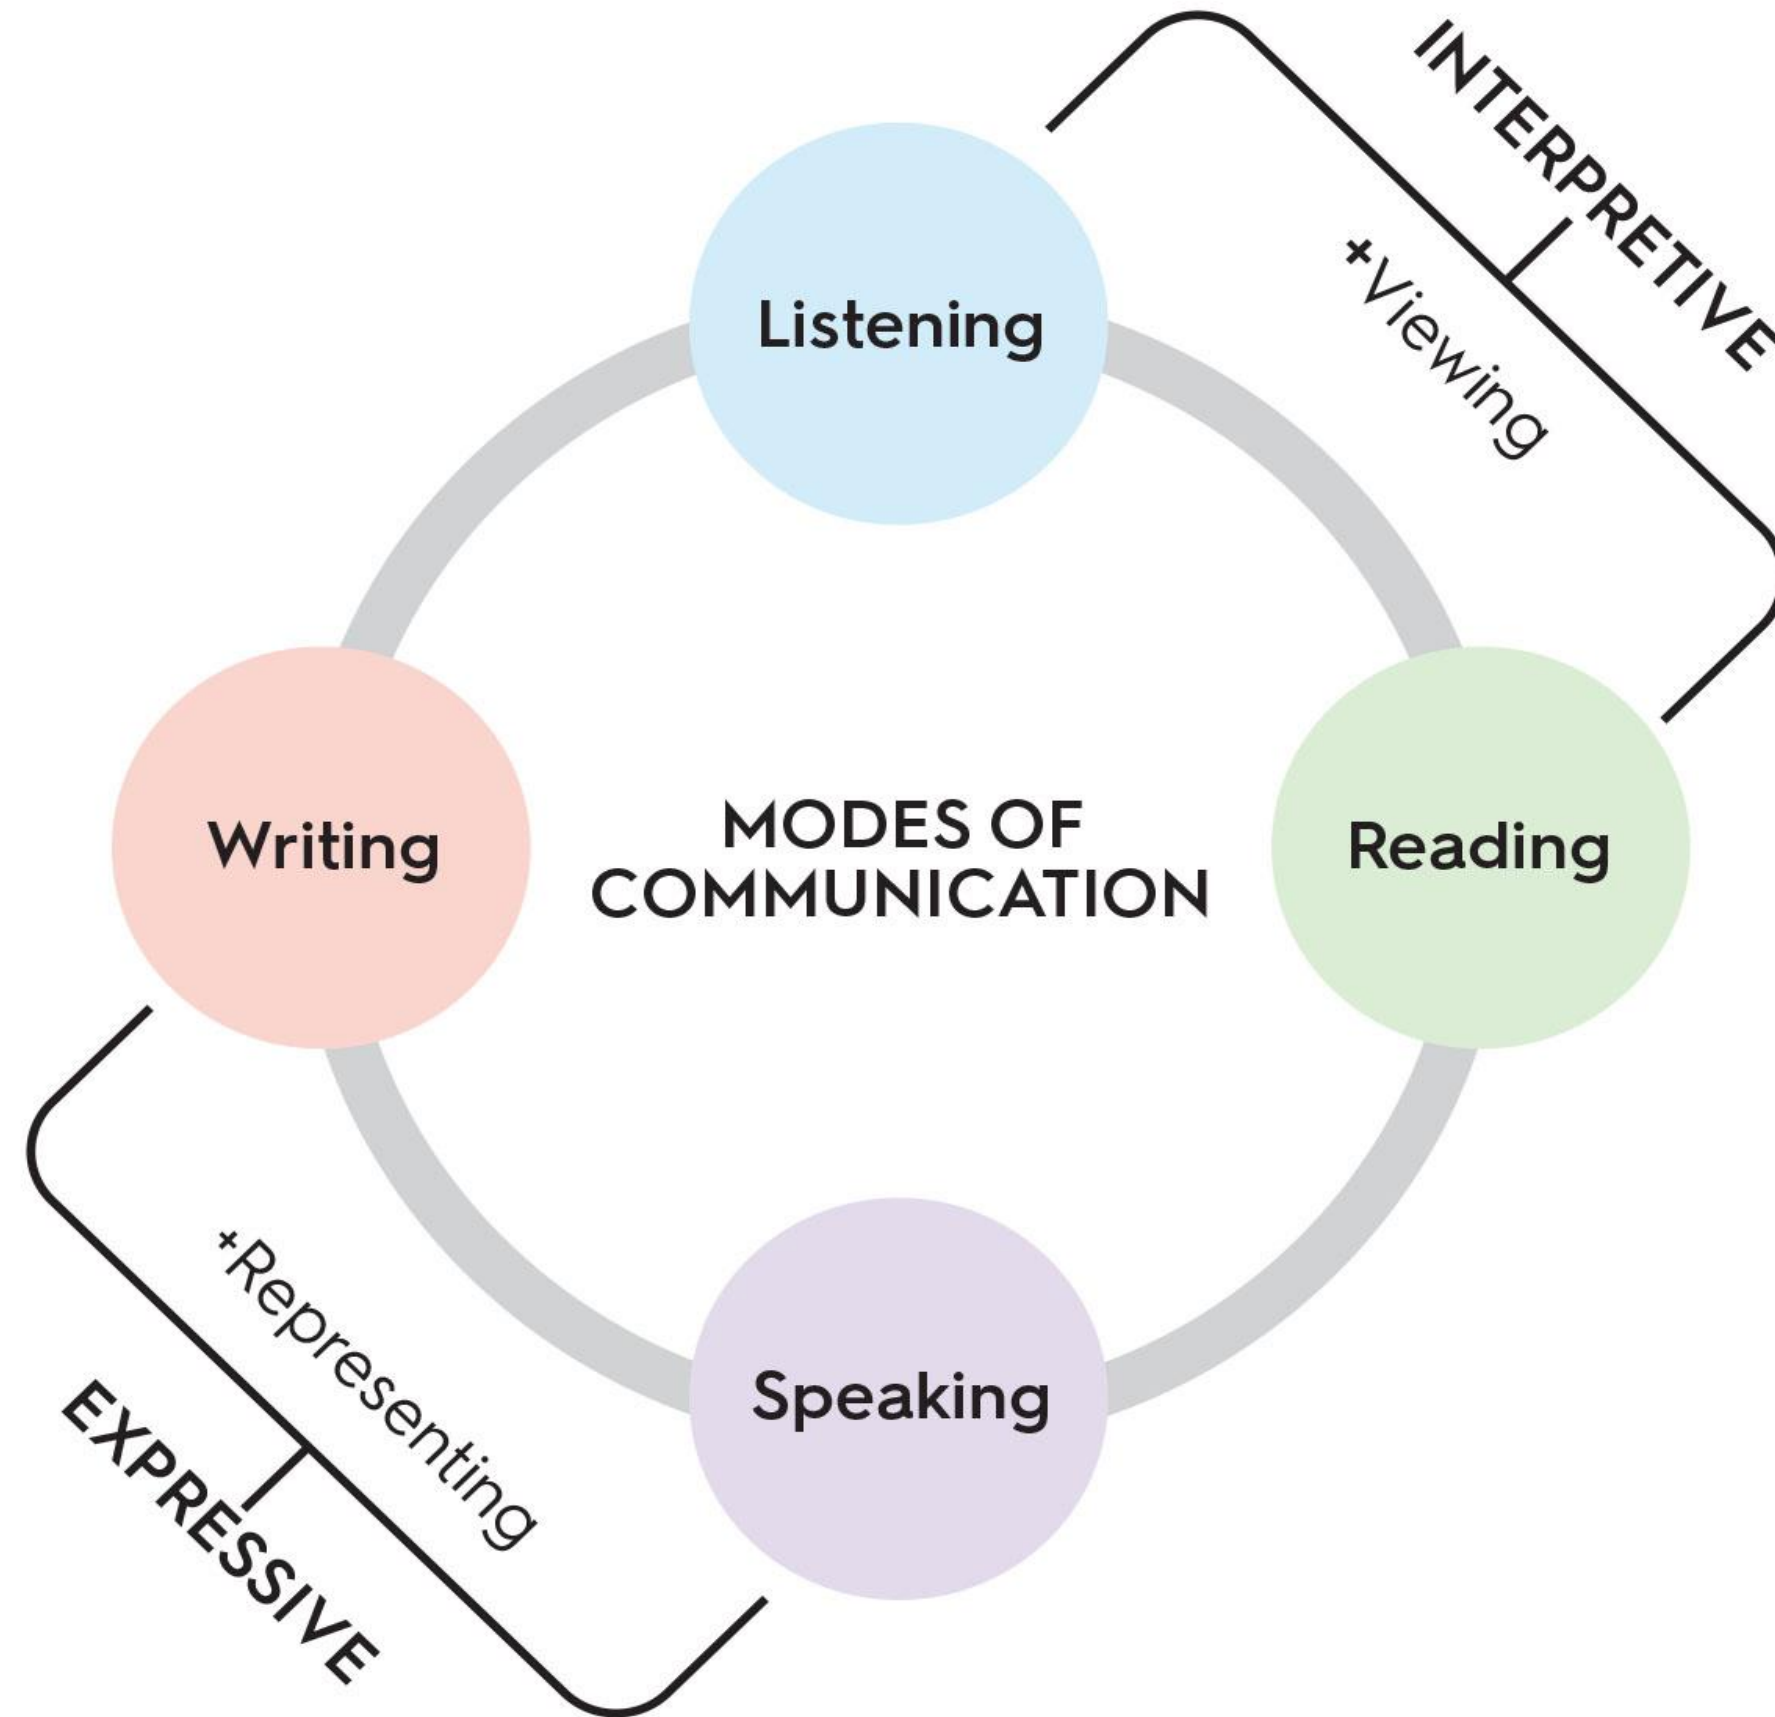 INTERPRETIVE
+Viewing
Listening
Writing
MODES OF
COMMUNICATION
Reading
Speaking
+Representing
EXPRESSIVE